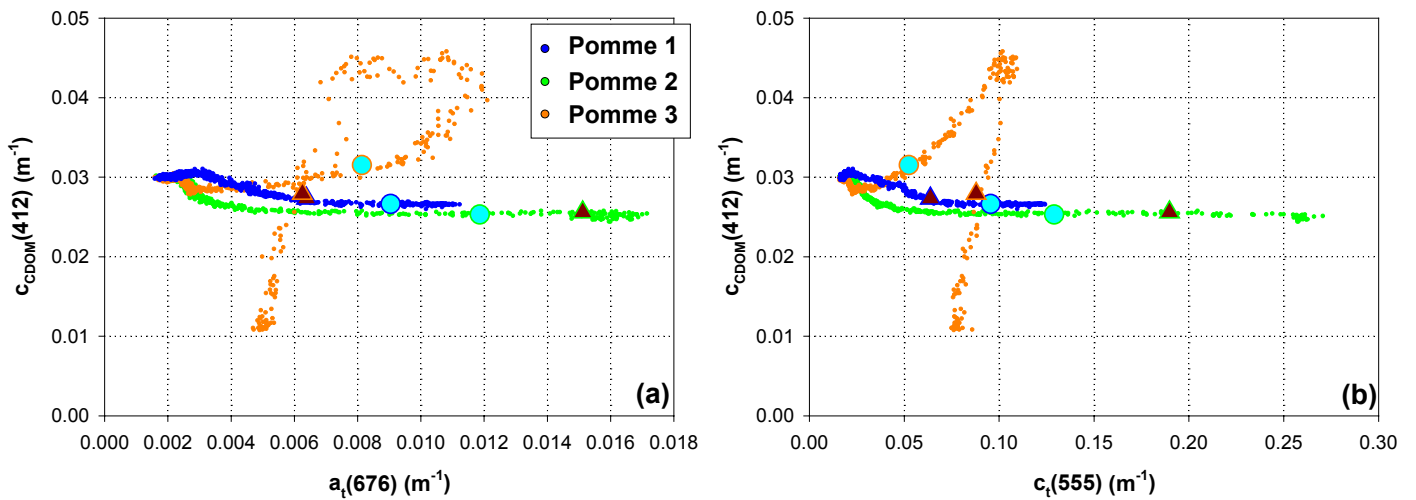 0.05
0.04
0.03
0.02
0.01
0.00
c_CDOM(412) (m⁻¹)
Pomme 1
Pomme 2
Pomme 3
(a)
0.000 0.002 0.004 0.006 0.008 0.010 0.012 0.014 0.016 0.018
a_t(676) (m⁻¹)
0.05
0.04
0.03
0.02
0.01
0.00
c_CDOM(412) (m⁻¹)
(b)
0.00 0.05 0.10 0.15 0.20 0.25 0.30
c_t(555) (m⁻¹)